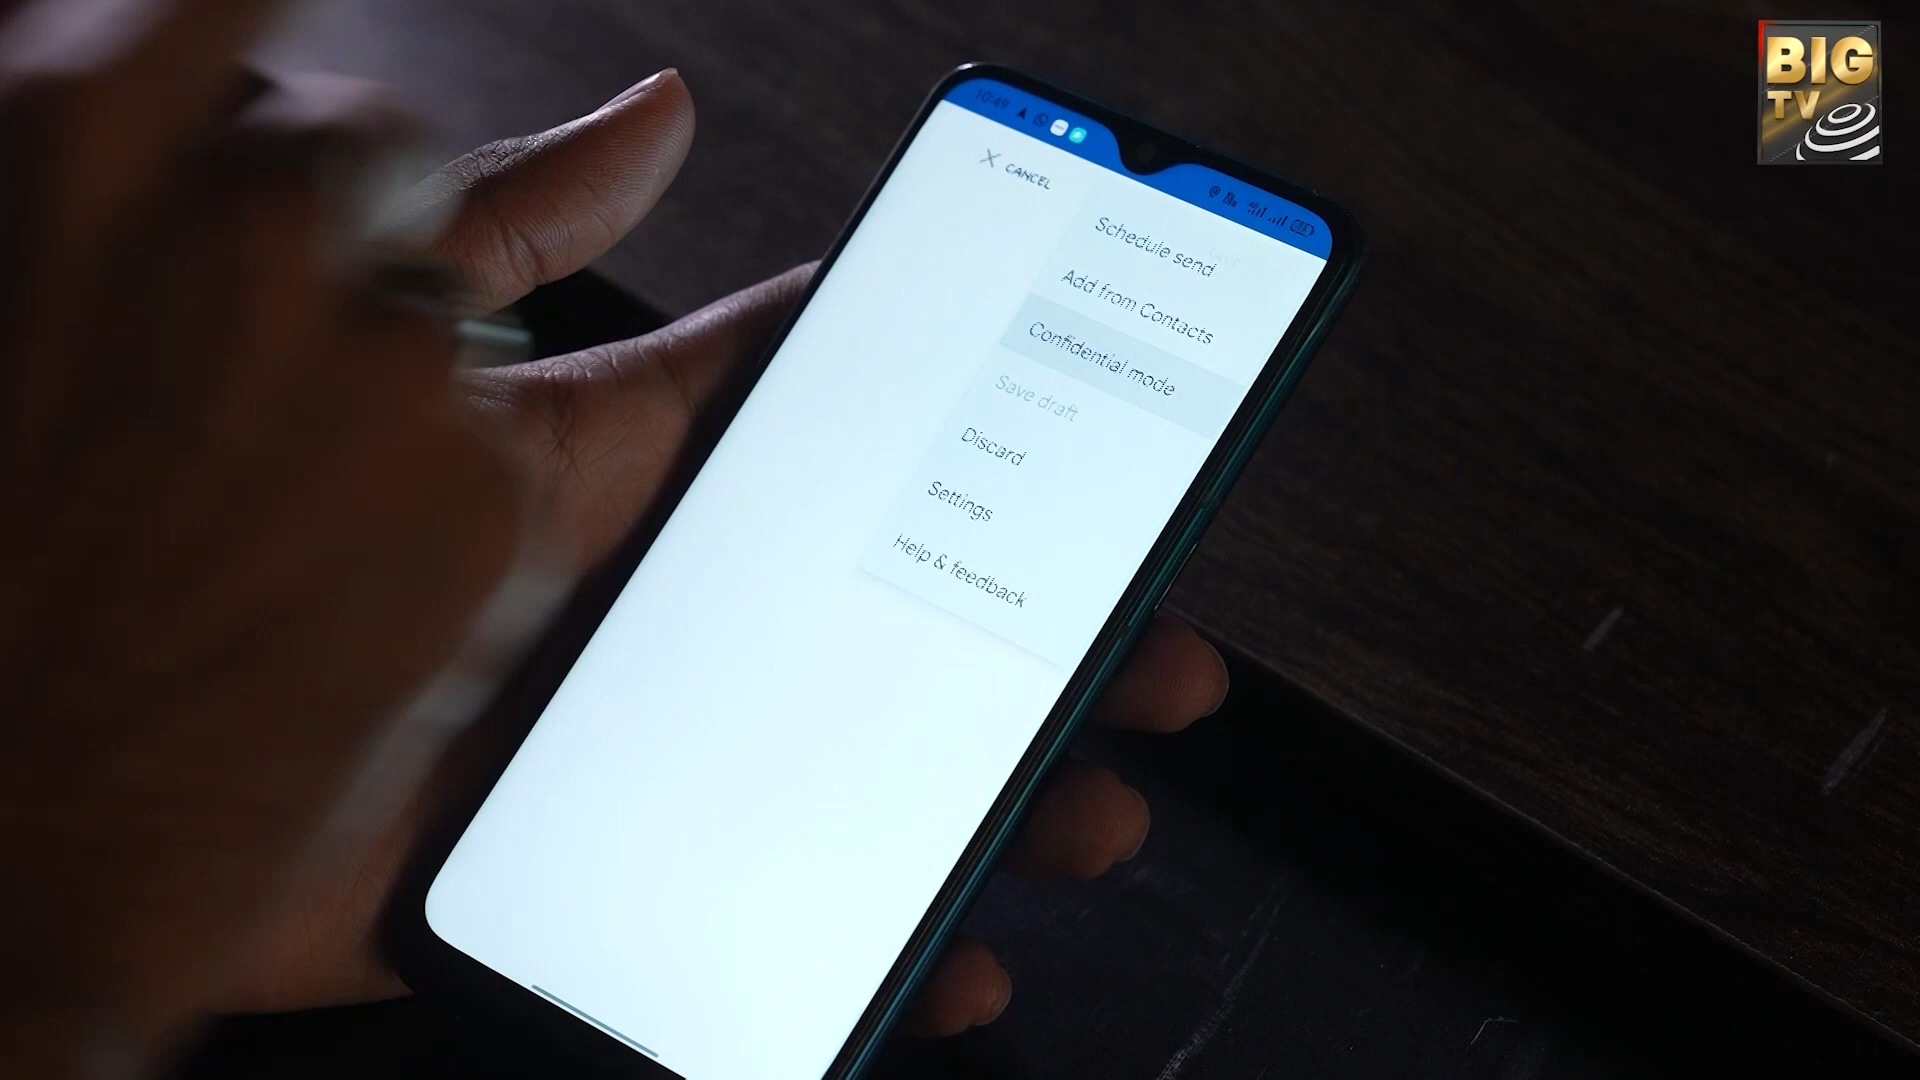 BIG
TV
10:49
CANCEL
Schedule send
Add from Contacts
Confidential mode
Save draft
Discard
Settings
Help & feedback